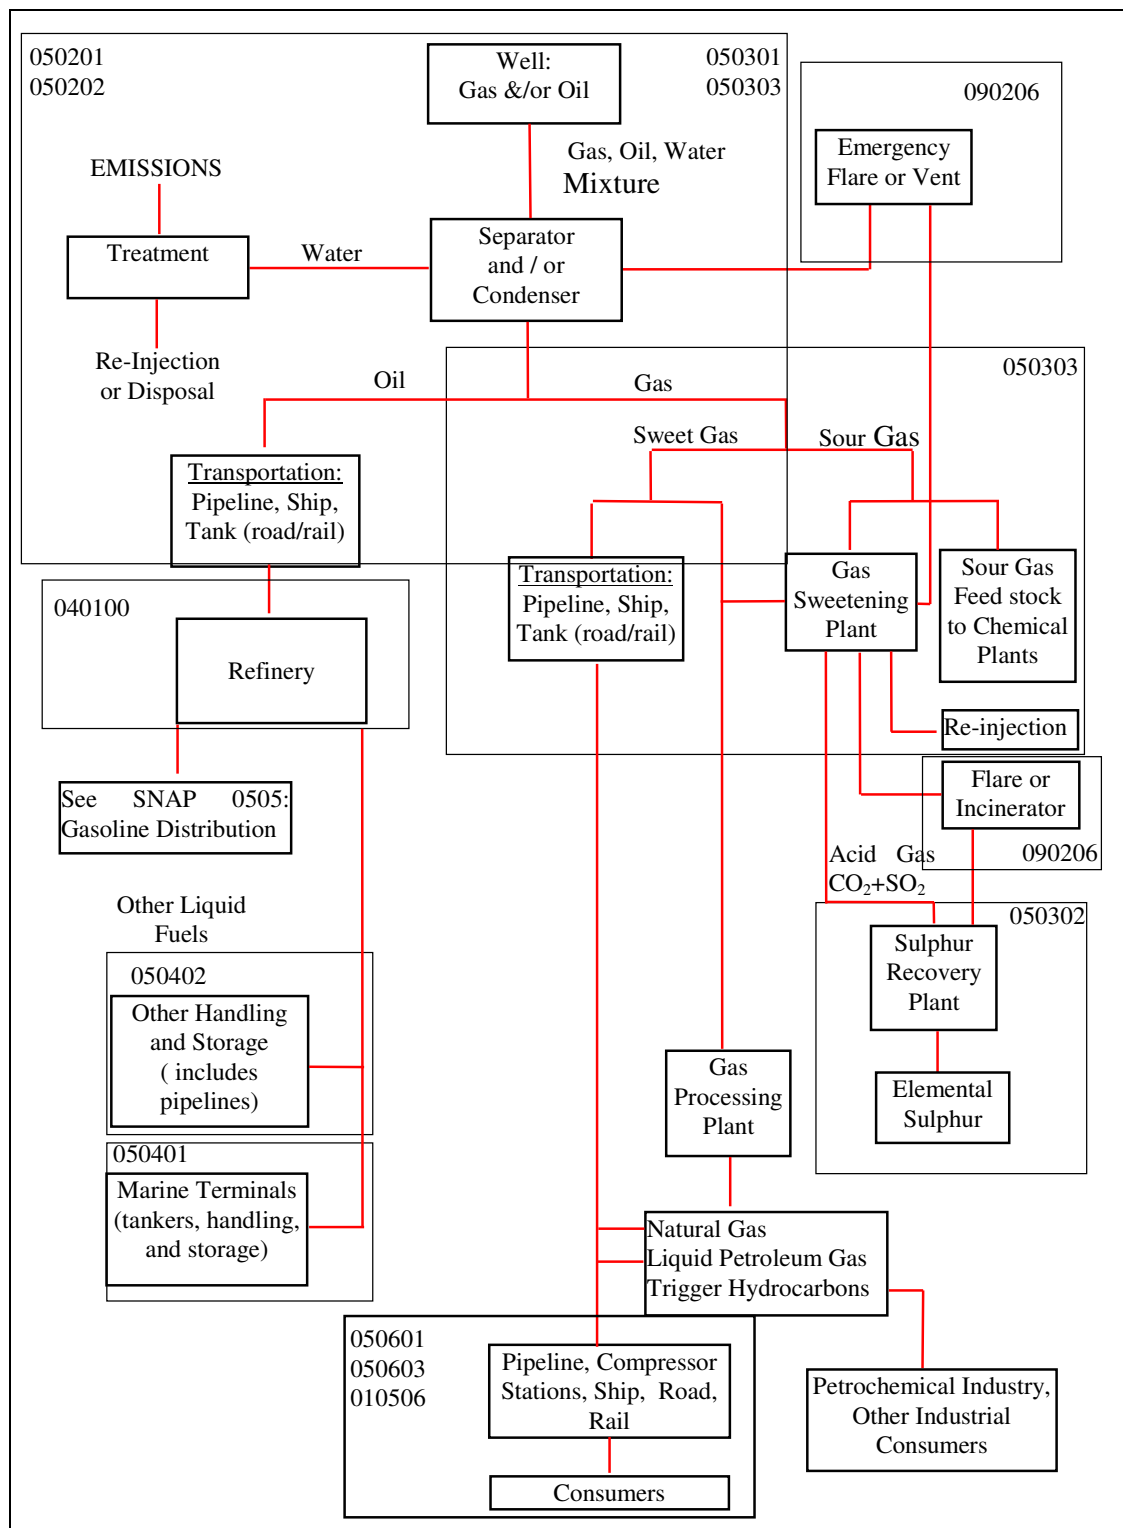 050201
050202
Well:
Gas &/or Oil
050301
050303
090206
Emergency
Flare or Vent
Gas, Oil, Water
Mixture
EMISSIONS
Treatment
Water
Separator
and / or
Condenser
Re-Injection
or Disposal
Oil
Gas
050303
Sweet Gas
Sour Gas
Transportation:
Pipeline, Ship,
Tank (road/rail)
Transportation:
Pipeline, Ship,
Tank (road/rail)
Gas
Sweetening
Plant
Sour Gas
Feed stock
to Chemical
Plants
040100
Refinery
Re-injection
Flare or
Incinerator
090206
See SNAP 0505:
Gasoline Distribution
Acid Gas
CO₂+SO₂
050302
Sulphur
Recovery
Plant
Elemental
Sulphur
Other Liquid
Fuels
050402
Other Handling
and Storage
( includes
pipelines)
050401
Marine Terminals
(tankers, handling,
and storage)
Gas
Processing
Plant
Natural Gas
Liquid Petroleum Gas
Trigger Hydrocarbons
050601
050603
010506
Pipeline, Compressor
Stations, Ship, Road,
Rail
Consumers
Petrochemical Industry,
Other Industrial
Consumers